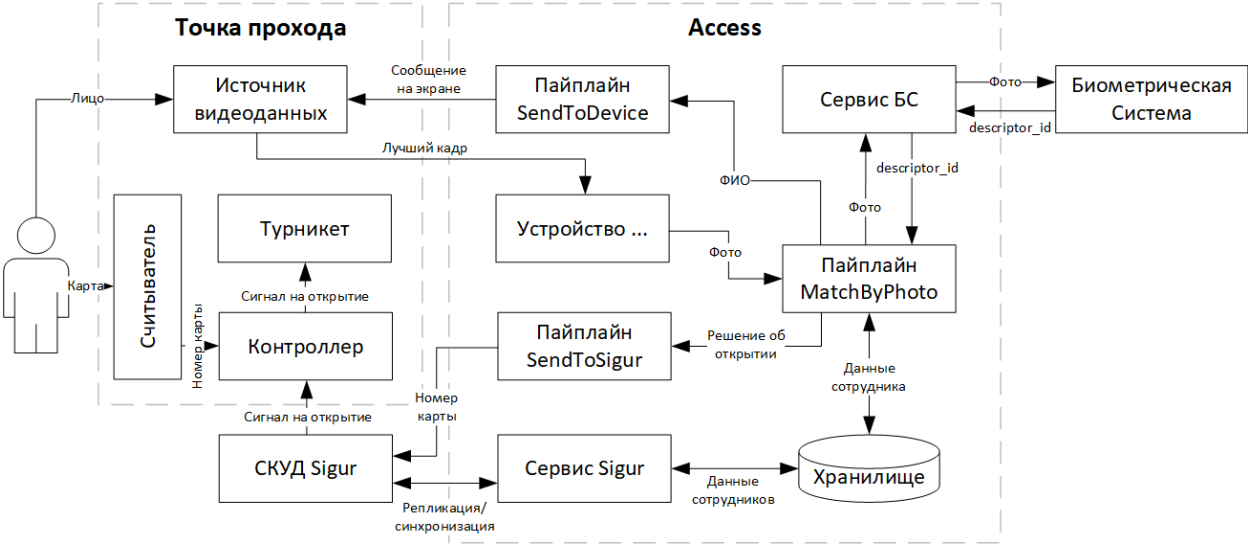 Точка прохода
Access
Лицо
Источник
видеоданных
Сообщение
на экране
Пайплайн
SendToDevice
Сервис БС
Фото
descriptor_id
Биометрическая
Система
Лучший кадр
ФИО
Фото
descriptor_id
Считыватель
Турникет
Устройство ...
Фото
Пайплайн
MatchByPhoto
Карта
Сигнал на открытие
Номер карты
Контроллер
Пайплайн
SendToSigur
Решение об
открытии
Данные
сотрудника
Сигнал на открытие
Номер
карты
СКУД Sigur
Репликация/
синхронизация
Сервис Sigur
Данные
сотрудников
Хранилище